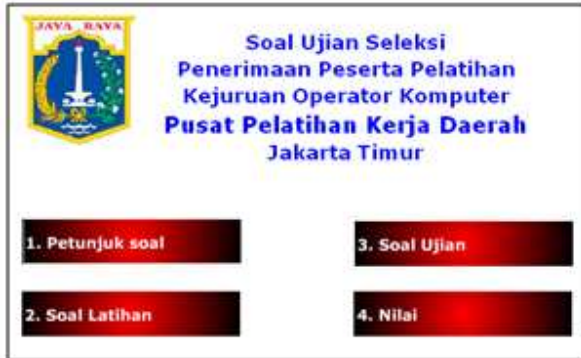 JAYA RAYA
Soal Ujian Seleksi
Penerimaan Peserta Pelatihan
Kejuruan Operator Komputer
Pusat Pelatihan Kerja Daerah
Jakarta Timur
1. Petunjuk soal
2. Soal Latihan
3. Soal Ujian
4. Nilai